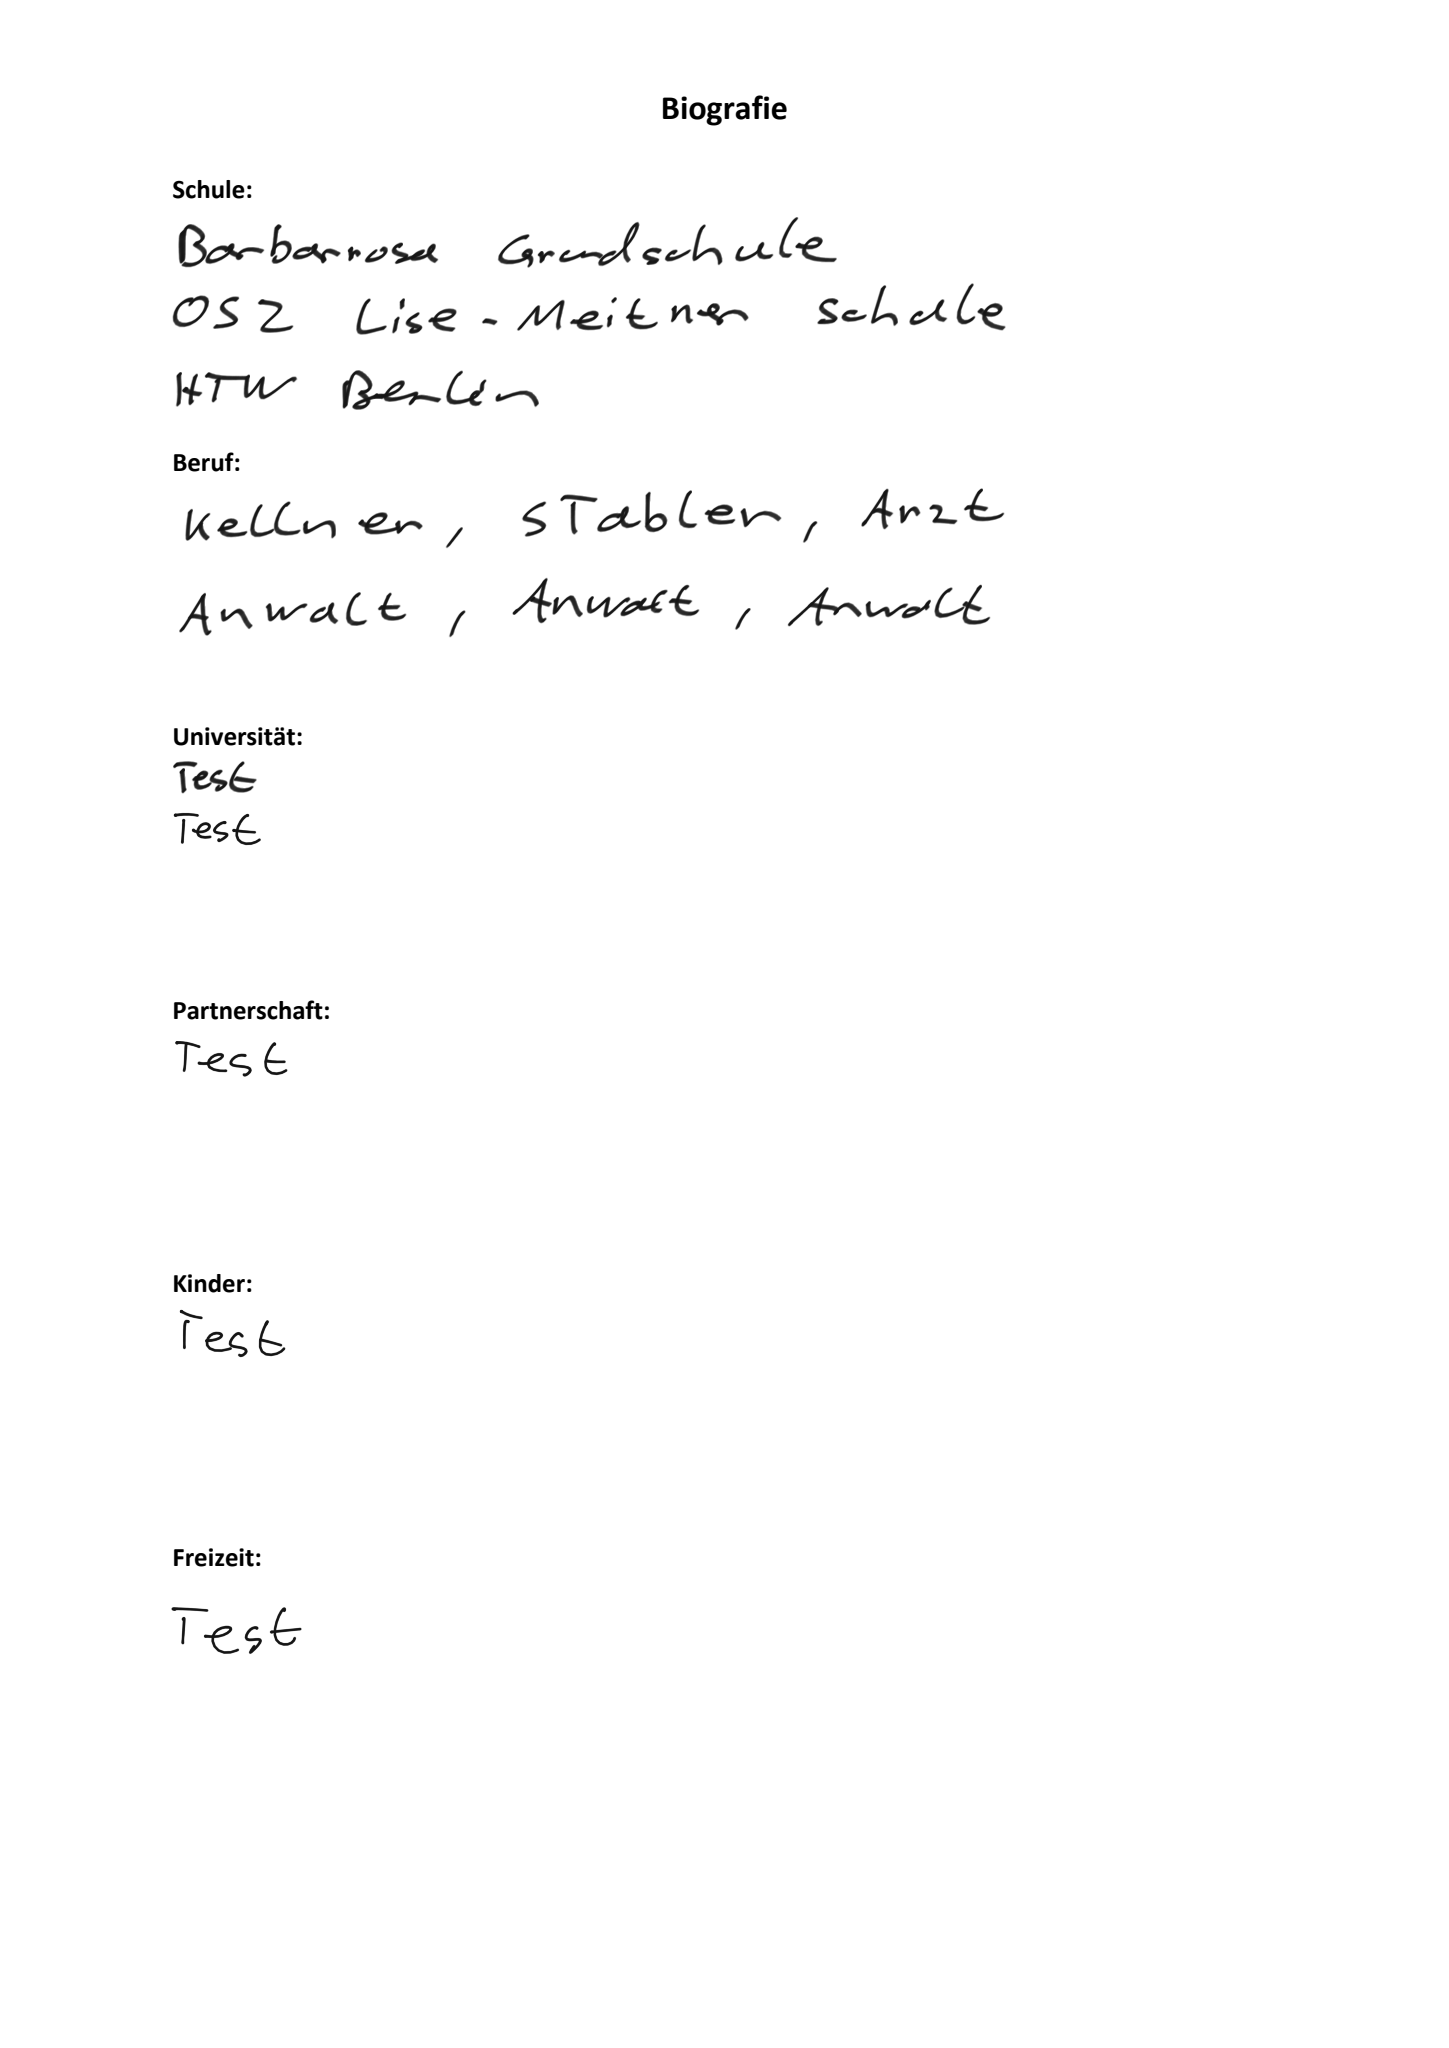 Biografie
Schule:
Barbarrosa Grundschule
OSZ Lise-Meitner Schule
HTW Berlin
Beruf:
Kellner, STabler, Arzt
Anwalt, Anwalt, Anwalt
Universität:
Test
Test
Partnerschaft:
Test
Kinder:
Test
Freizeit:
Test